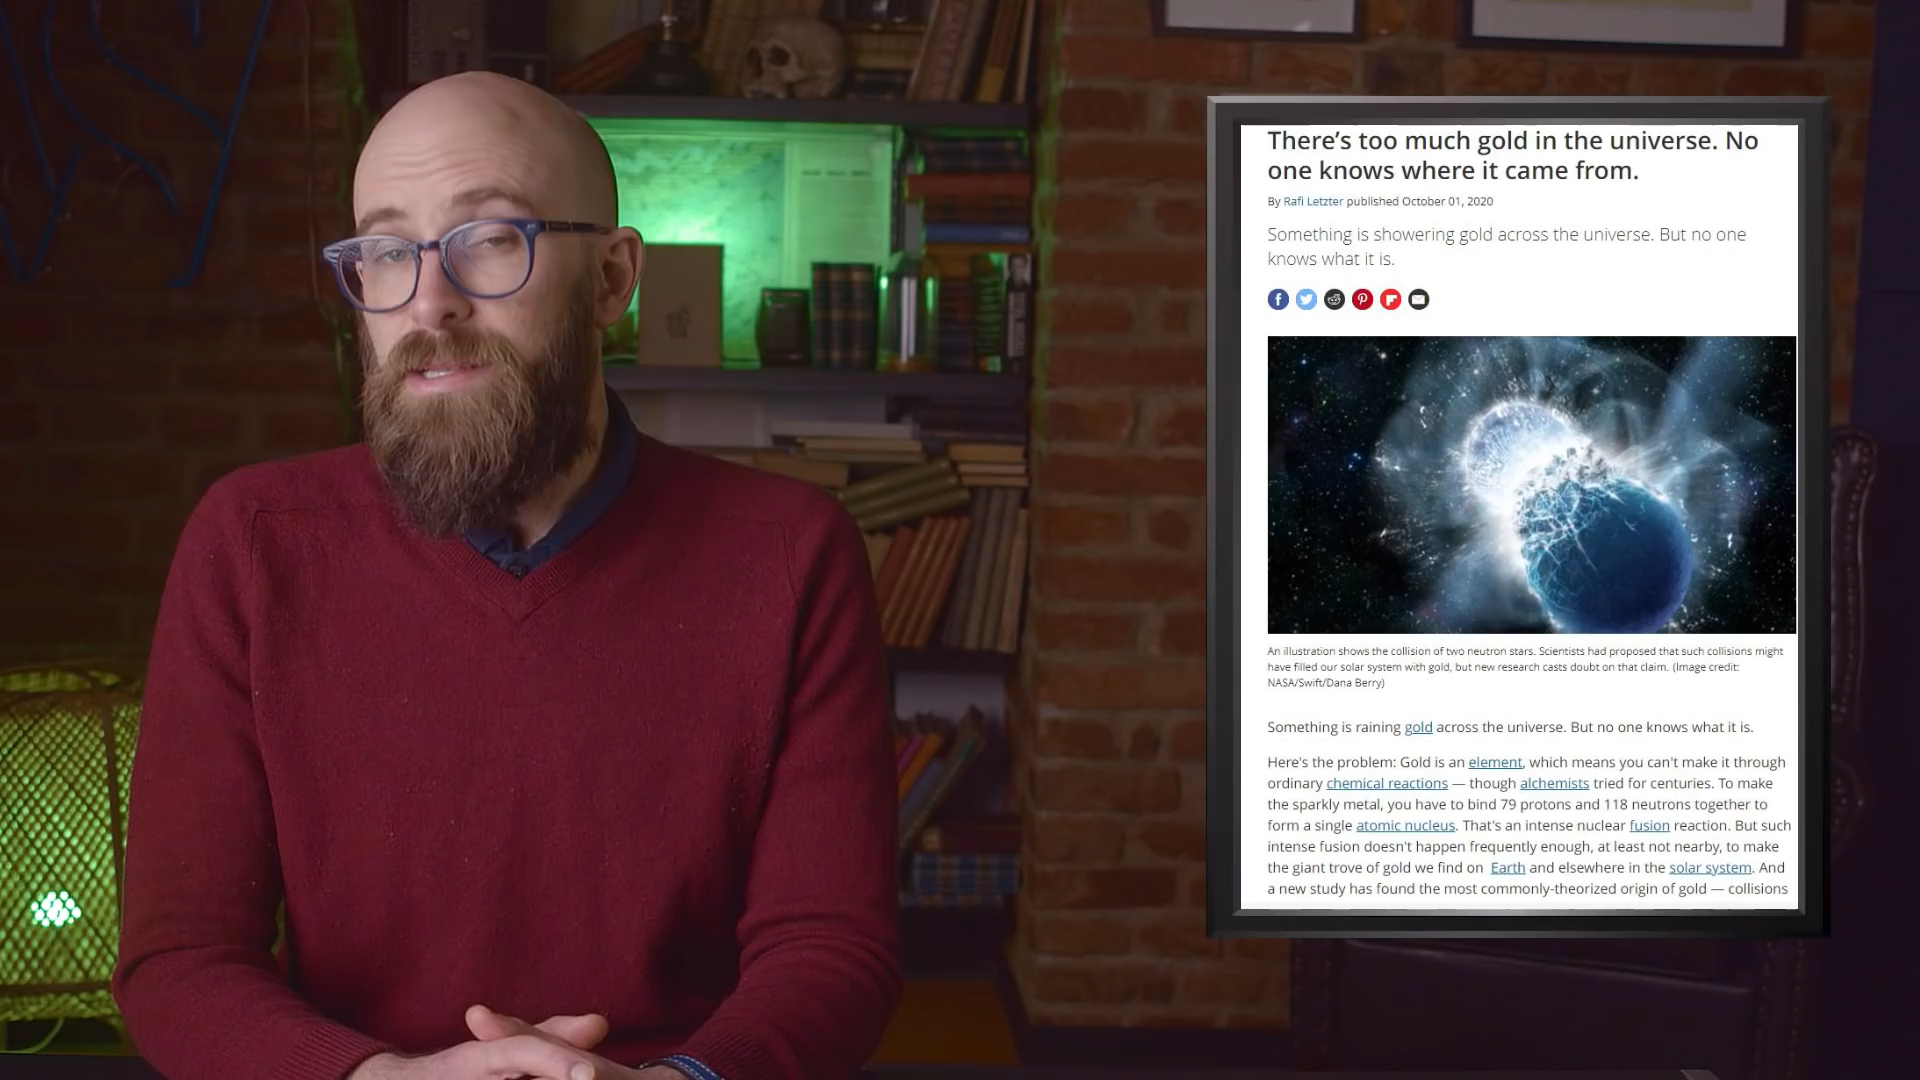 There's too much gold in the universe. No
one knows where it came from.
By Rafi Letzter published October 01, 2020
Something is showering gold across the universe. But no one
knows what it is.
An illustration shows the collision of two neutron stars. Scientists had proposed that such collisions might
have filled our solar system with gold, but new research casts doubt on that claim. (Image credit:
NASA/Swift/Dana Berry)
Something is raining gold across the universe. But no one knows what it is.
Here's the problem: Gold is an element, which means you can't make it through
ordinary chemical reactions — though alchemists tried for centuries. To make
the sparkly metal, you have to bind 79 protons and 118 neutrons together to
form a single atomic nucleus. That's an intense nuclear fusion reaction. But such
intense fusion doesn't happen frequently enough, at least not nearby, to make
the giant trove of gold we find on Earth and elsewhere in the solar system. And
a new study has found the most commonly-theorized origin of gold — collisions